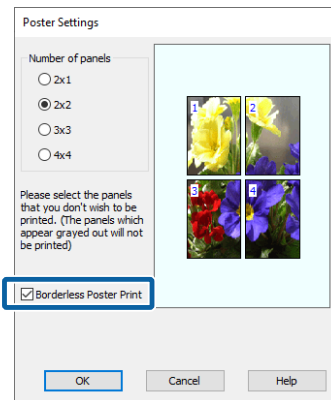 Poster Settings
Number of panels
2x1
2x2
3x3
4x4
Please select the panels
that you don't wish to be
printed. (The panels which
appear grayed out will not
be printed)
Borderless Poster Print
1
2
3
4
OK
Cancel
Help